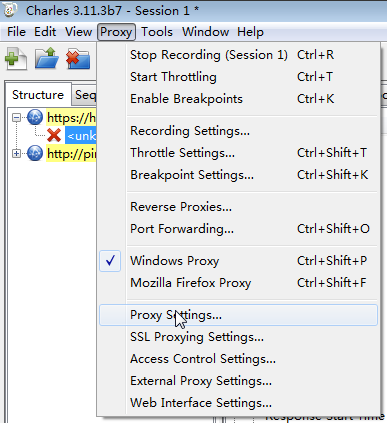 Charles 3.11.3b7 - Session 1 *
File Edit View Proxy Tools Window Help
Stop Recording (Session 1) Ctrl+R
Start Throttling Ctrl+T
Enable Breakpoints Ctrl+K
Recording Settings...
Throttle Settings... Ctrl+Shift+T
Breakpoint Settings... Ctrl+Shift+K
Reverse Proxies...
Port Forwarding... Ctrl+Shift+O
Windows Proxy Ctrl+Shift+P
Mozilla Firefox Proxy Ctrl+Shift+F
Proxy Settings...
SSL Proxying Settings...
Access Control Settings...
External Proxy Settings...
Web Interface Settings...
Structure Seq
https://h
<unk
http://pi